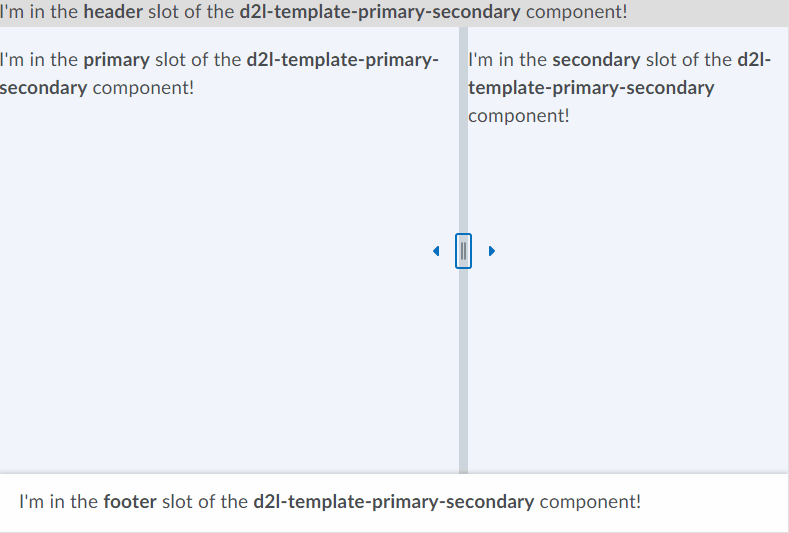 I'm in the header slot of the d2l-template-primary-secondary component!
I'm in the primary slot of the d2l-template-primary-
secondary component!
I'm in the secondary slot of the d2l-
template-primary-secondary
component!
I'm in the footer slot of the d2l-template-primary-secondary component!